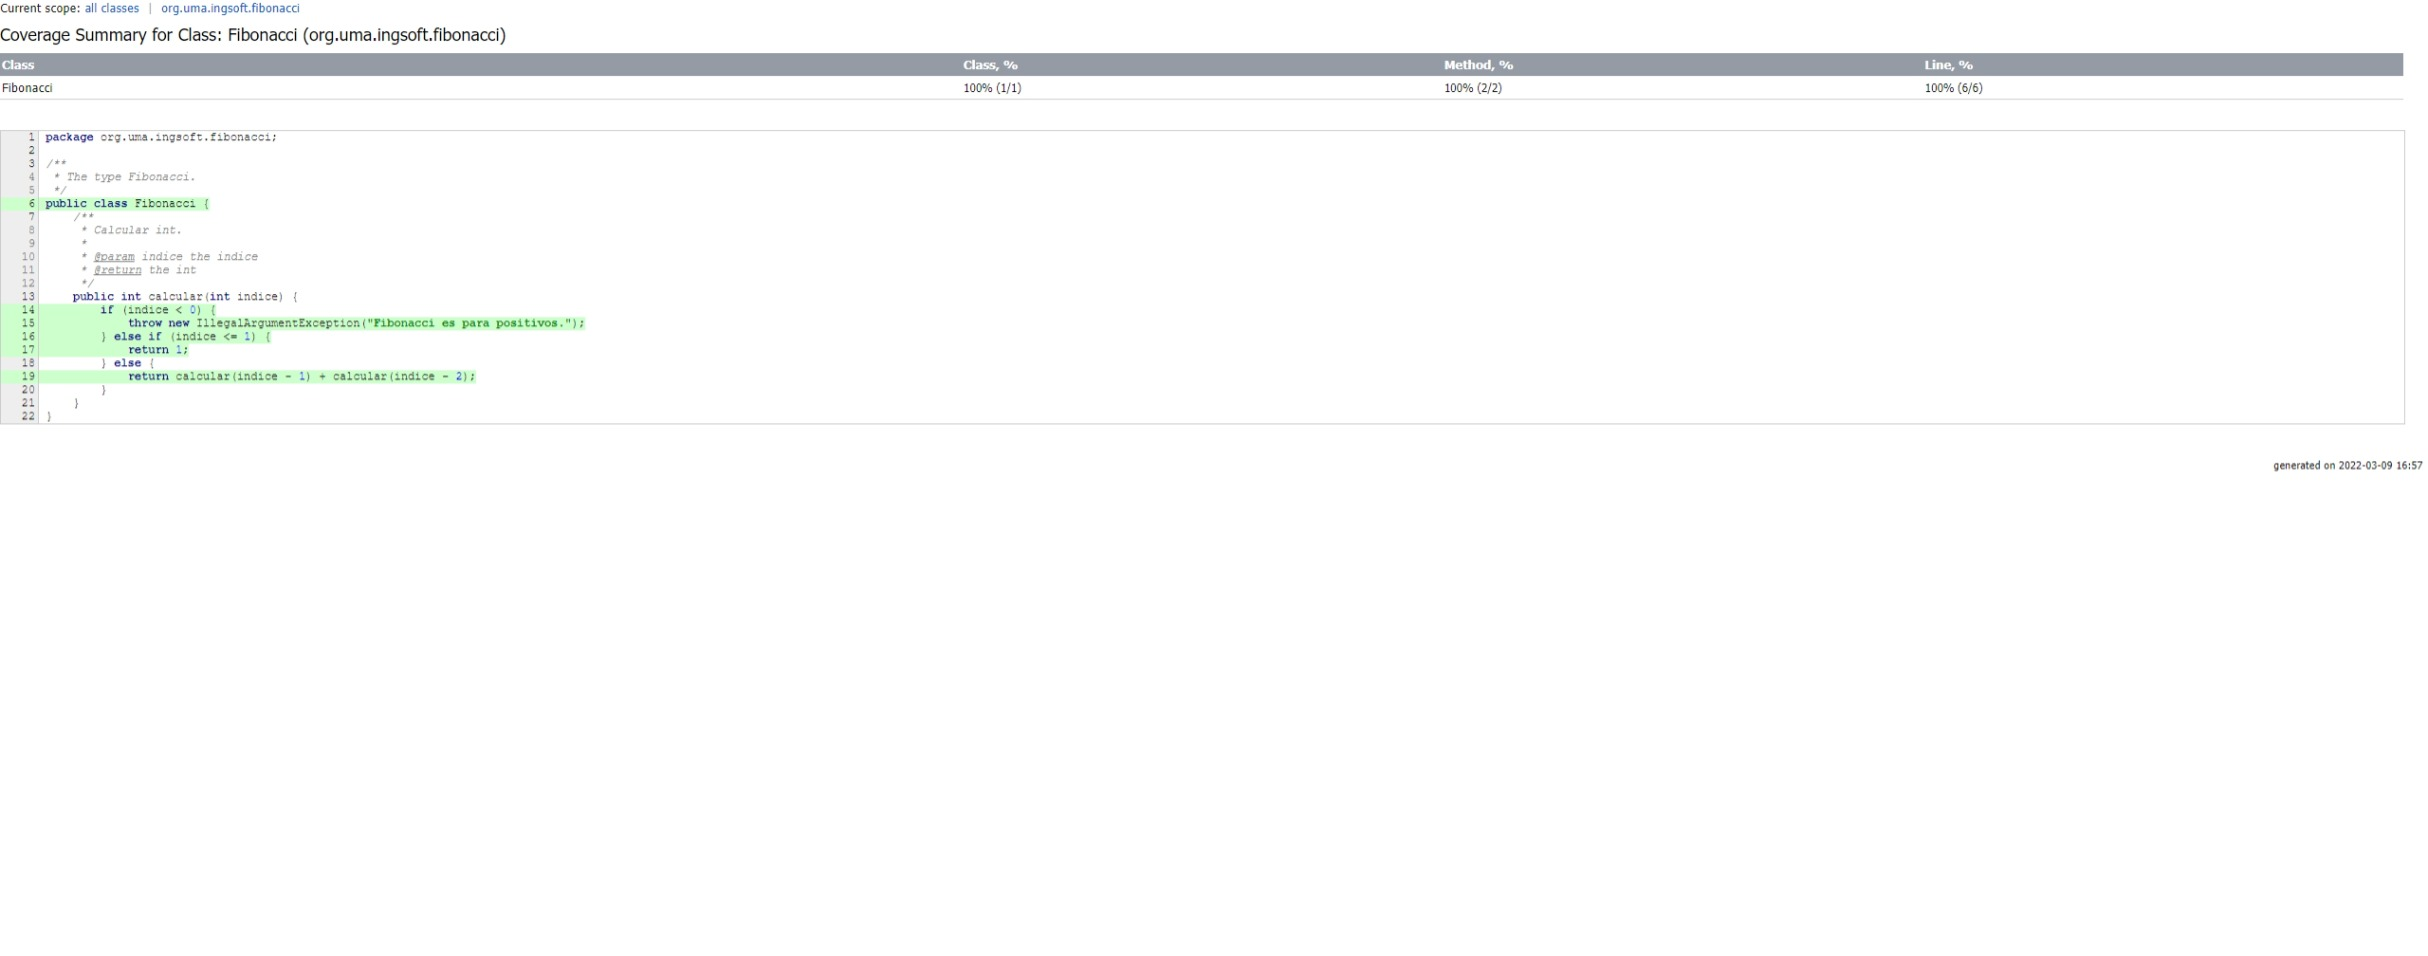 Current scope: all classes | org.uma.ingsoft.fibonacci
Coverage Summary for Class: Fibonacci (org.uma.ingsoft.fibonacci)
Class Class, % Method, % Line, %
Fibonacci 100% (1/1) 100% (2/2) 100% (6/6)
1 package org.uma.ingsoft.fibonacci;
2
3 /**
4  * The type Fibonacci.
5  */
6 public class Fibonacci {
7     /**
8      * Calcular int.
9      *
10      * @param indice the indice
11      * @return the int
12      */
13     public int calcular(int indice) {
14         if (indice < 0) {
15             throw new IllegalArgumentException("Fibonacci es para positivos.");
16         } else if (indice <= 1) {
17             return 1;
18         } else {
19             return calcular(indice - 1) + calcular(indice - 2);
20         }
21     }
22 }
generated on 2022-03-09 16:57